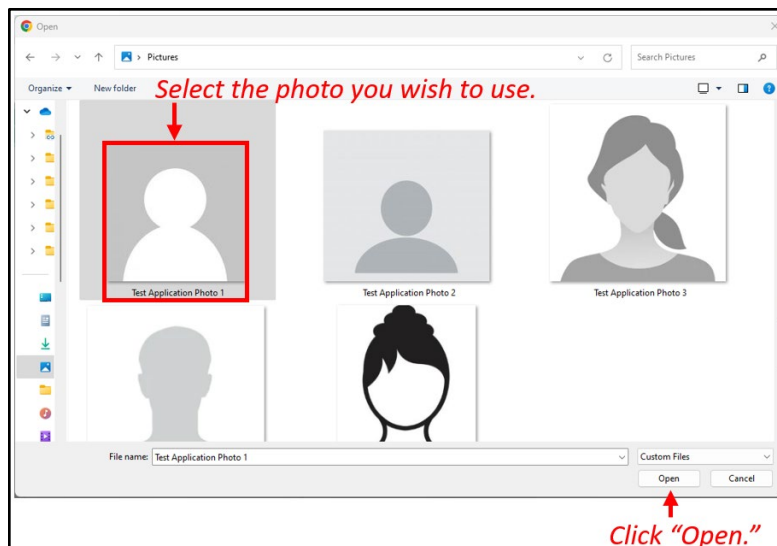 Open
Pictures
Search Pictures
Organize
New folder
Select the photo you wish to use.
Test Application Photo 1
Test Application Photo 2
Test Application Photo 3
File name:
Test Application Photo 1
Custom Files
Open
Cancel
Click “Open.”